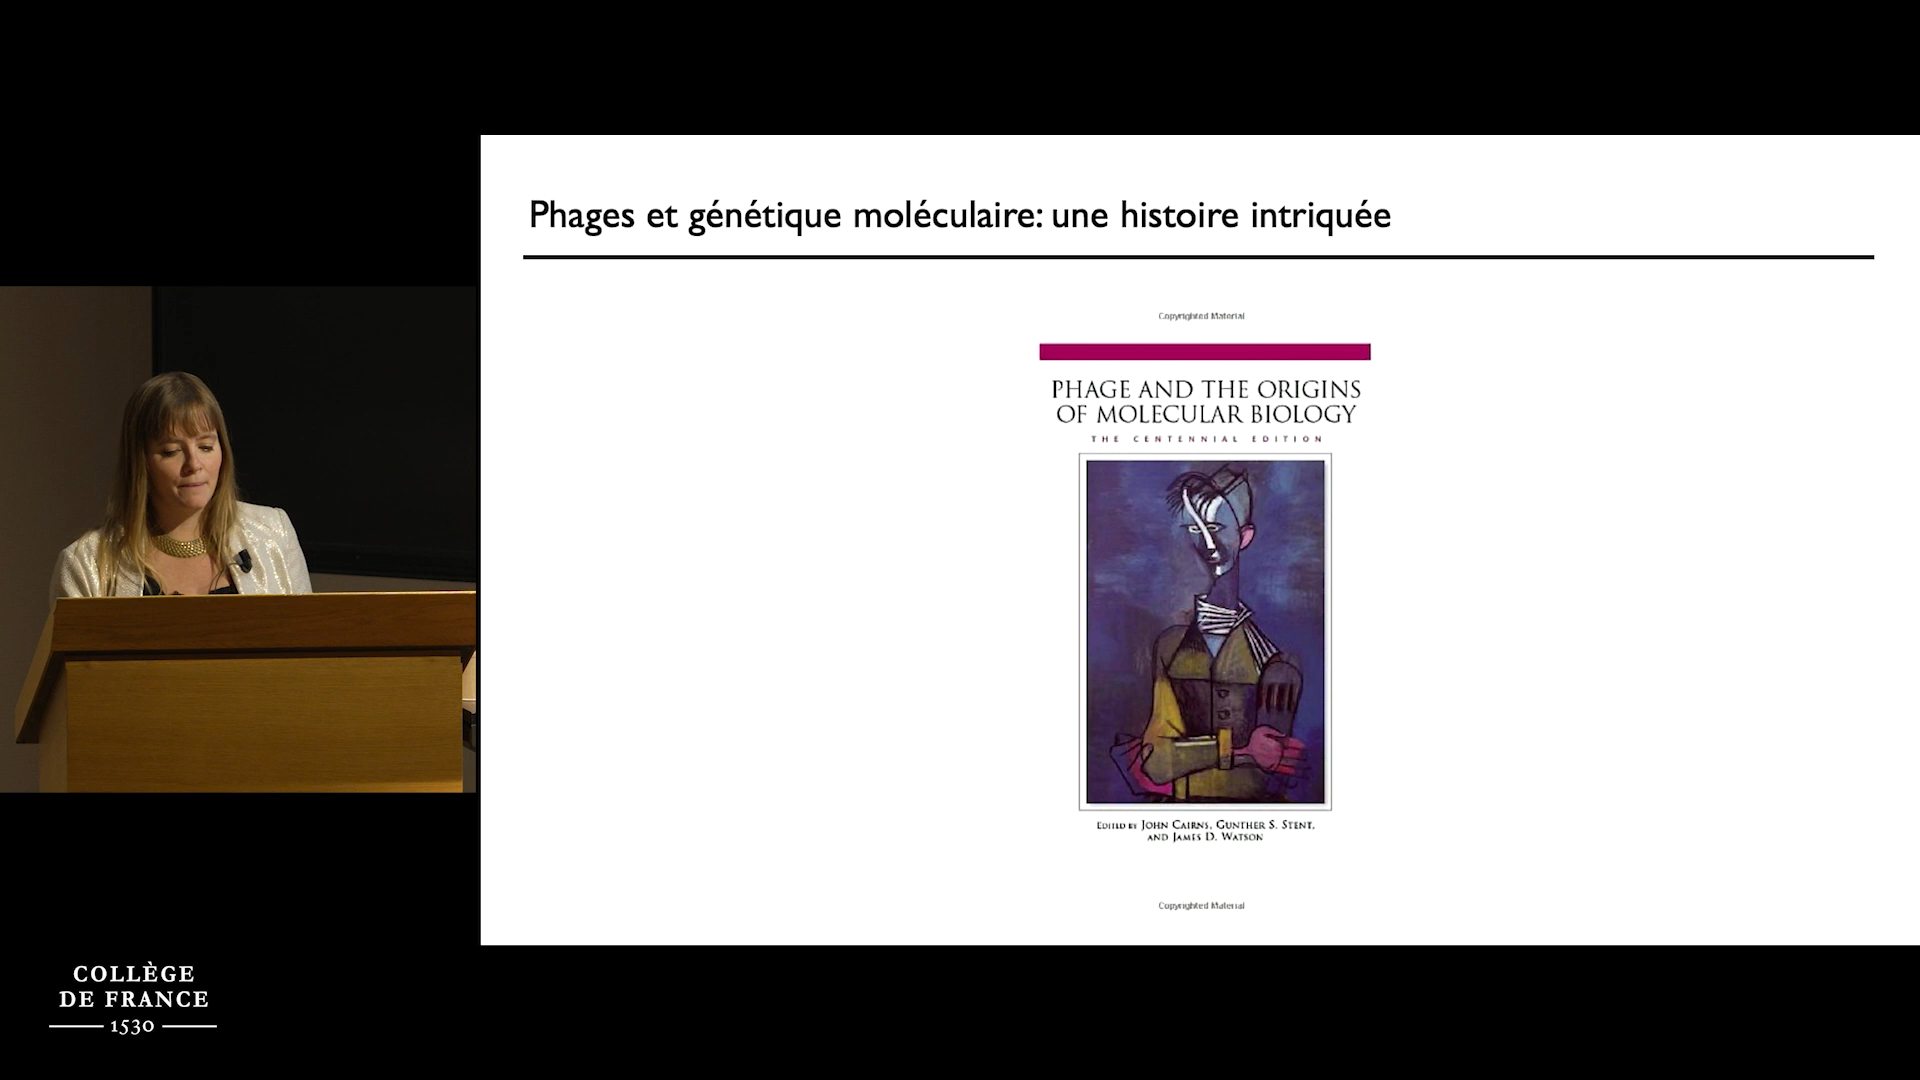 Phages et génétique moléculaire: une histoire intriquée
Copyrighted Material
PHAGE AND THE ORIGINS
OF MOLECULAR BIOLOGY
THE CENTENNIAL EDITION
EDITED BY JOHN CAIRNS, GUNTHER S. STENT,
AND JAMES D. WATSON
Copyrighted Material
COLLÈGE
DE FRANCE
1530